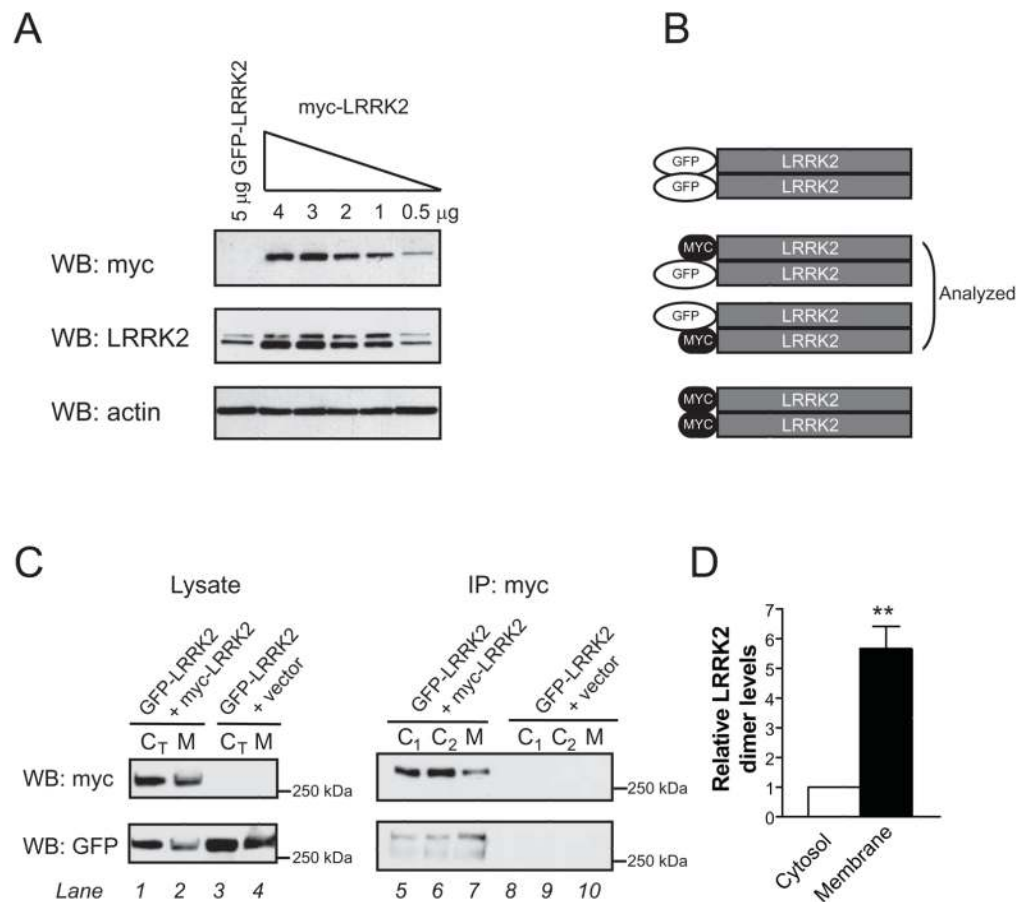 A
5 µg GFP-LRRK2
myc-LRRK2
4 3 2 1 0.5 µg
WB: myc
WB: LRRK2
WB: actin
B
GFP LRRK2
GFP LRRK2
MYC LRRK2
GFP LRRK2
Analyzed
GFP LRRK2
MYC LRRK2
MYC LRRK2
MYC LRRK2
C
Lysate
GFP-LRRK2
+ myc-LRRK2
GFP-LRRK2
+ vector
CT M CT M
WB: myc
250 kDa
WB: GFP
250 kDa
Lane 1 2 3 4
IP: myc
GFP-LRRK2
+ myc-LRRK2
GFP-LRRK2
+ vector
C1 C2 M C1 C2 M
250 kDa
250 kDa
5 6 7 8 9 10
D
Relative LRRK2
dimer levels
7
6
5
4
3
2
1
0
**
Cytosol
Membrane